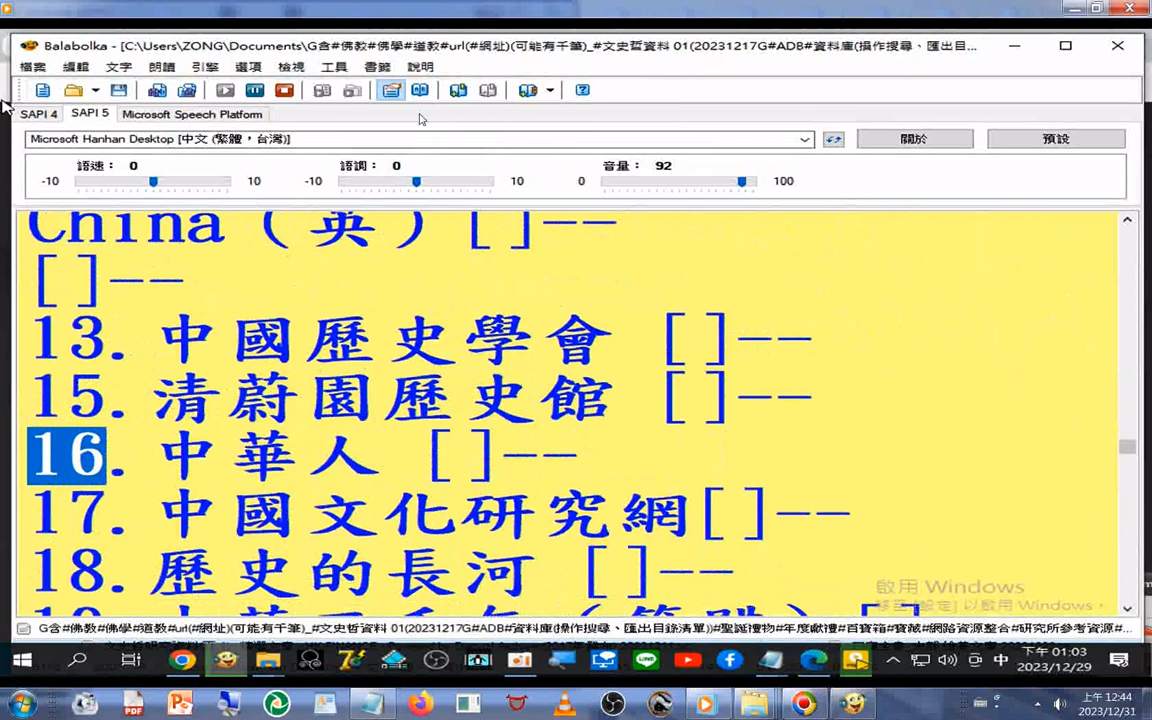 Balabolka - [C:\Users\ZONG\Documents\G含#佛教#佛學#道教#url(#網址)(可能有千筆)_#文史哲資料 01(20231217G#ADB#資料庫(操作搜尋、匯出目...
檔案 編輯 文字 朗讀 引擎 選項 檢視 工具 書籤 說明
SAPI 4 SAPI 5 Microsoft Speech Platform
Microsoft Hanhan Desktop [中文 (繁體，台灣)] 關於 預設
語速： 0 語調： 0 音量： 92
-10 10 -10 10 0 100
China（英）[]--
[]--
13. 中國歷史學會 []--
15. 清蔚園歷史館 []--
16. 中華人 []--
17. 中國文化研究網[]--
18. 歷史的長河 []--
啟用 Windows
移至 [設定] 以啟用 Windows。
G含#佛教#佛學#道教#url(#網址)(可能有千筆)_#文史哲資料 01(20231217G#ADB#資料庫(操作搜尋、匯出目錄清單))#聖誕禮物#年度獻禮#百寶箱#寶藏#網路資源整合#研究所參考資源#...
中 下午 01:03
2023/12/29
上午 12:44
2023/12/31